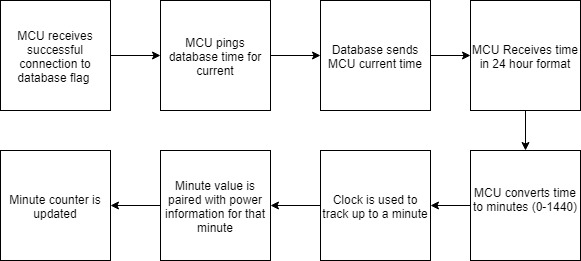 MCU receives
successful
connection to
database flag
MCU pings
database time for
current
Database sends
MCU current time
MCU Receives time
in 24 hour format
MCU converts time
to minutes (0-1440)
Clock is used to
track up to a minute
Minute value is
paired with power
information for that
minute
Minute counter is
updated